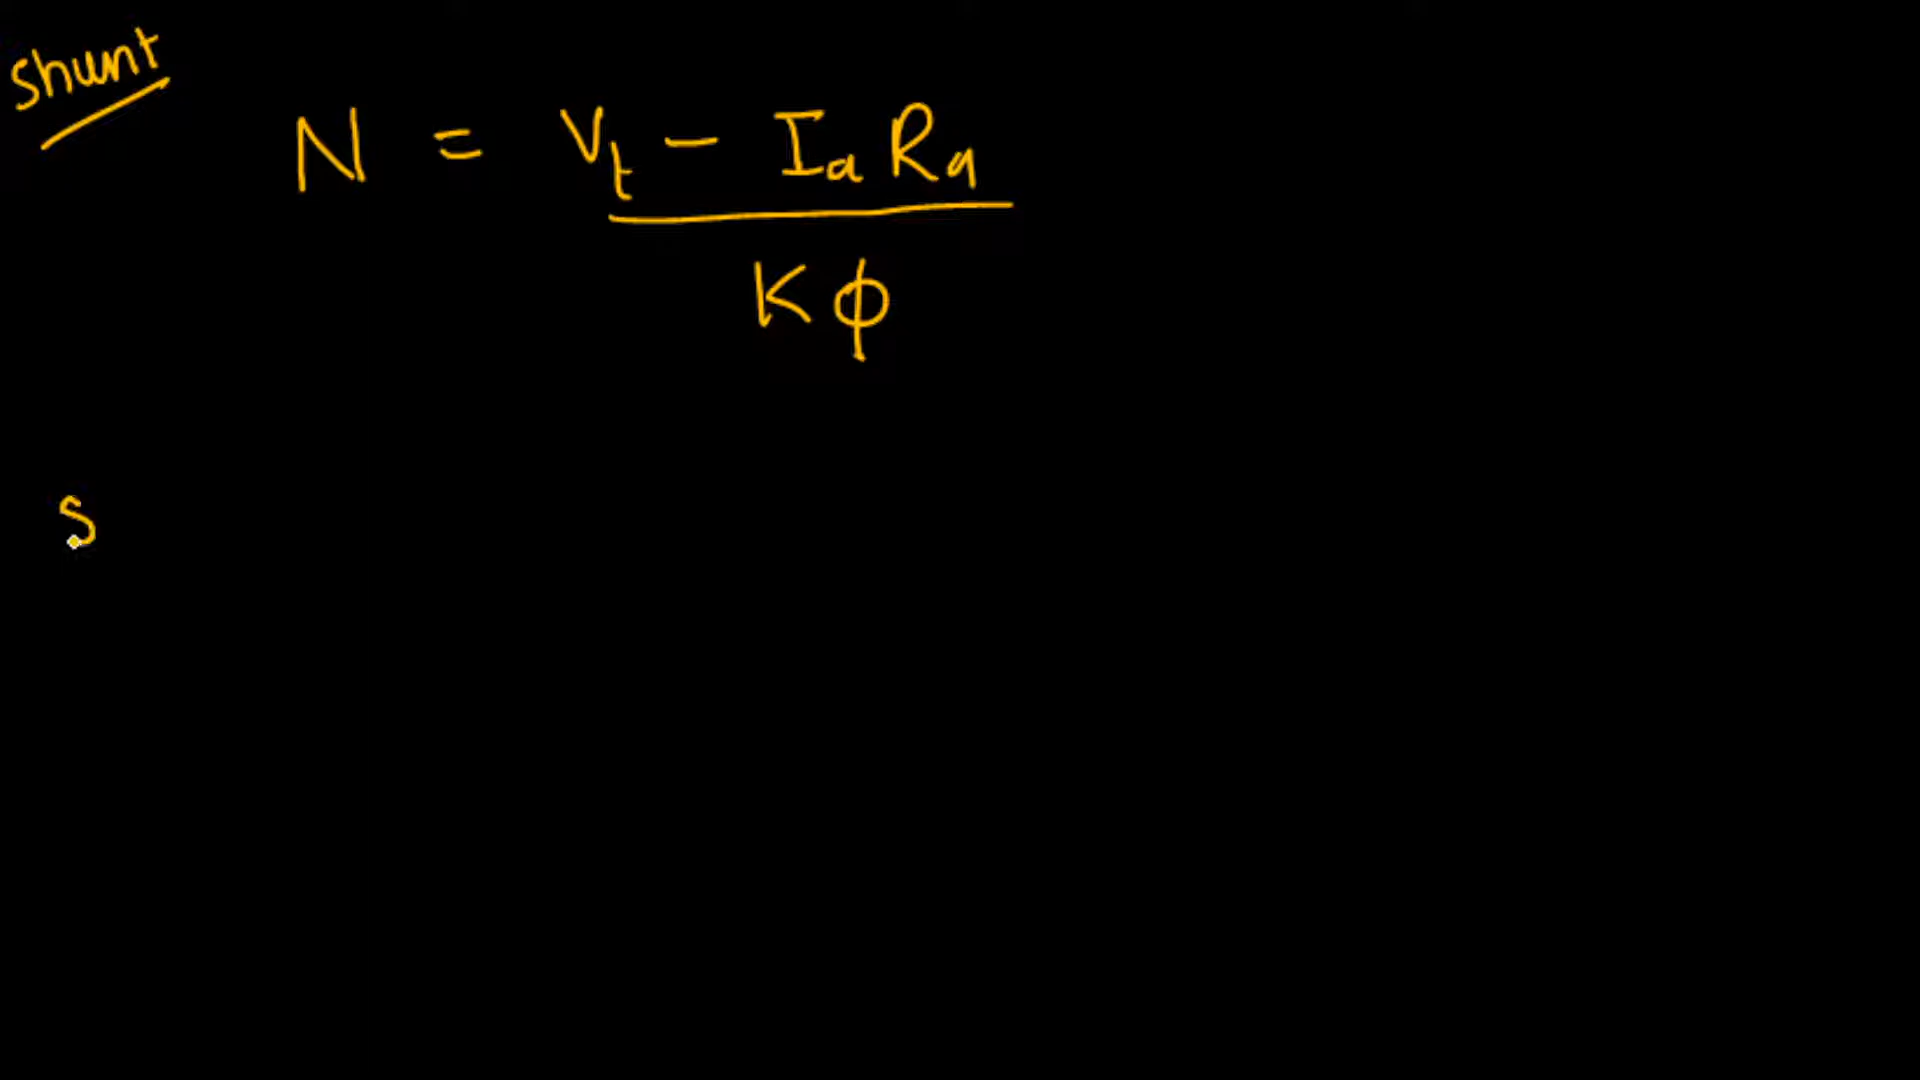 Shunt
N = Vt - Ia Ra
Kϕ
S